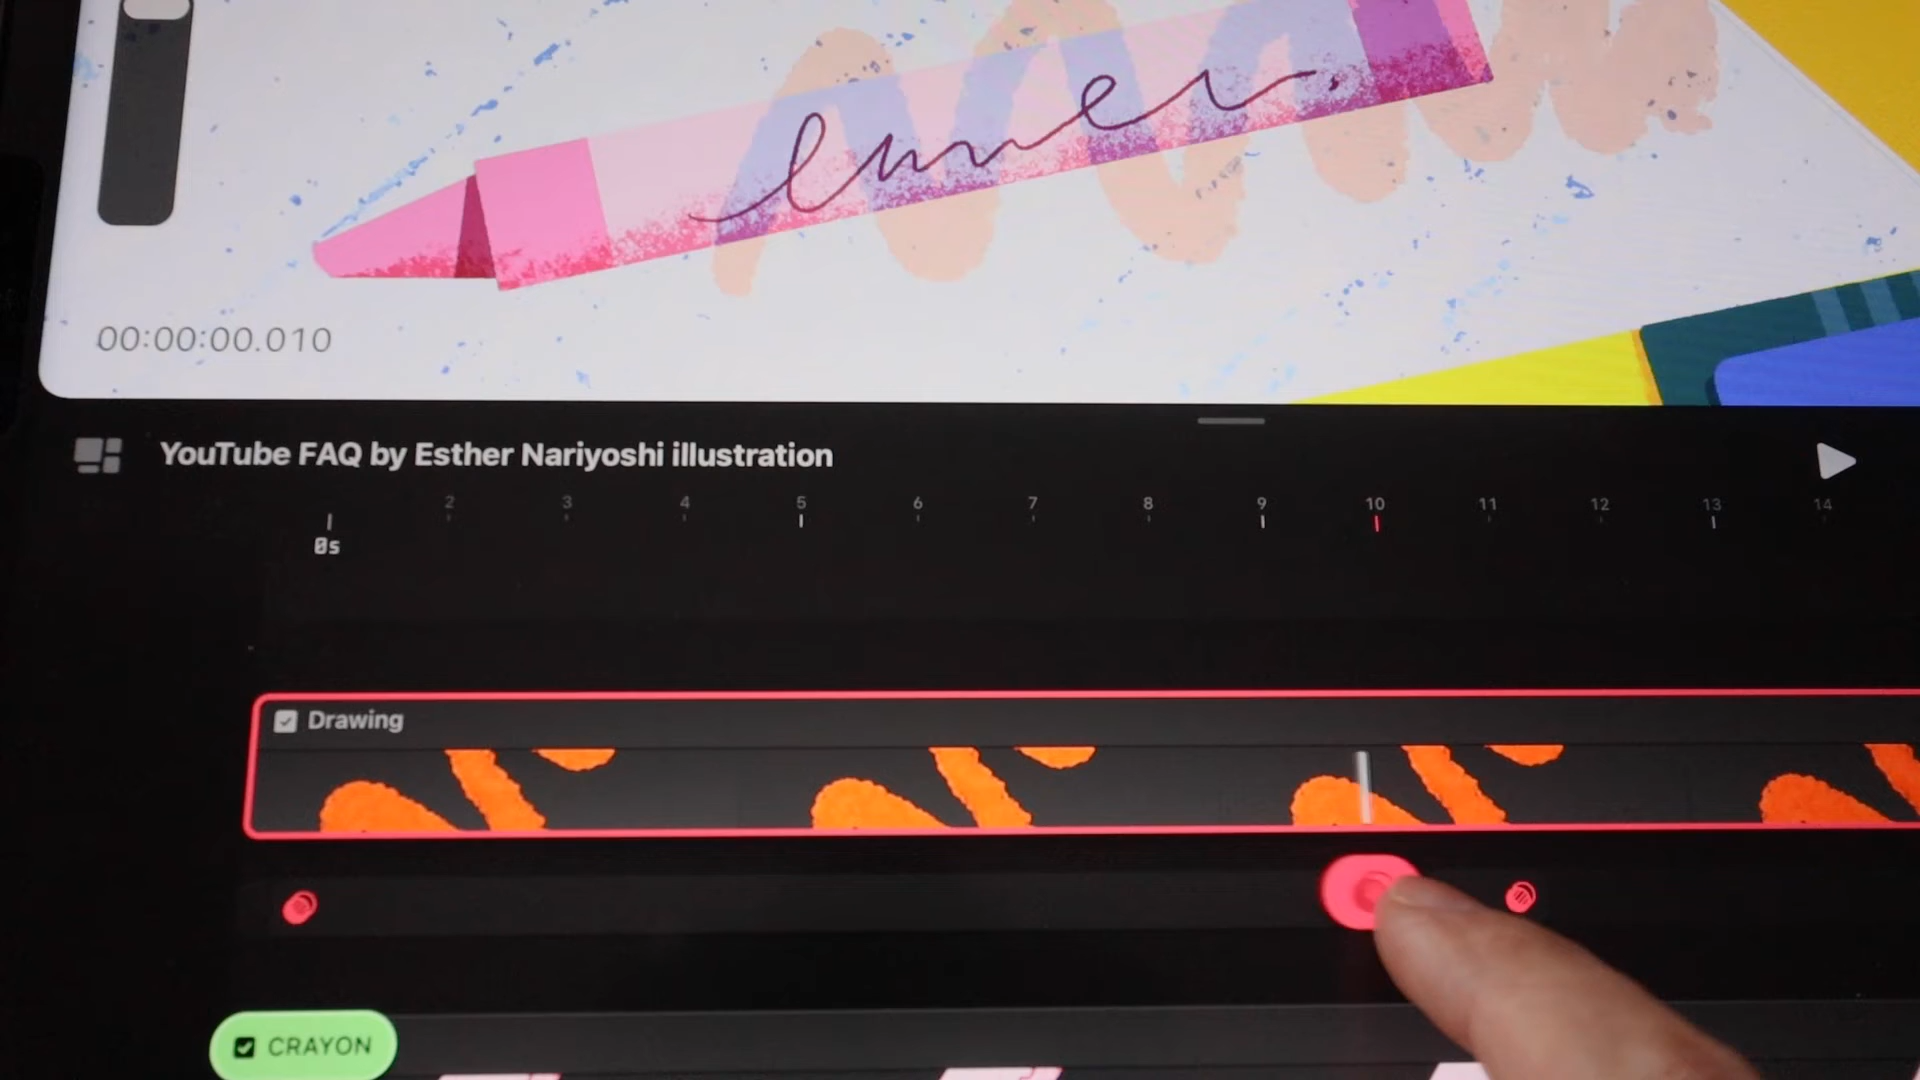 00:00:00.010
YouTube FAQ by Esther Nariyoshi illustration
2 3 4 5 6 7 8 9 10 11 12 13 14
0s
Drawing
CRAYON